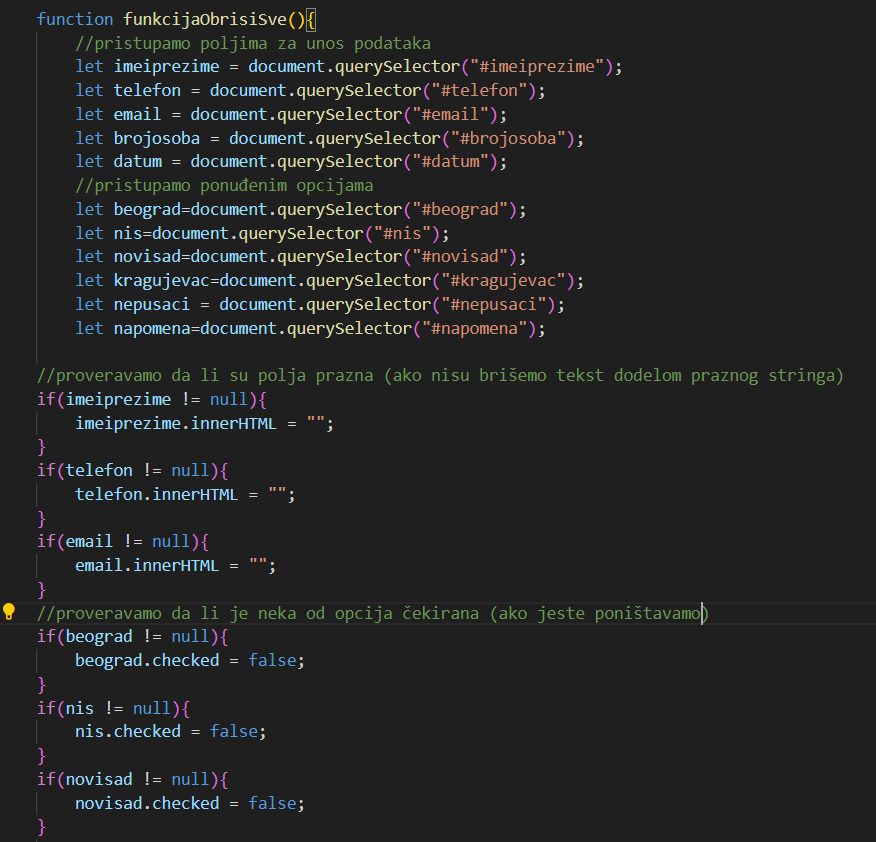 function funkcijaObrisiSve(){
//pristupamo poljima za unos podataka
let imeiprezime = document.querySelector("#imeiprezime");
let telefon = document.querySelector("#telefon");
let email = document.querySelector("#email");
let brojosoba = document.querySelector("#brojosoba");
let datum = document.querySelector("#datum");
//pristupamo ponuđenim opcijama
let beograd=document.querySelector("#beograd");
let nis=document.querySelector("#nis");
let novisad=document.querySelector("#novisad");
let kragujevac=document.querySelector("#kragujevac");
let nepusaci = document.querySelector("#nepusaci");
let napomena=document.querySelector("#napomena");
//proveravamo da li su polja prazna (ako nisu brišemo tekst dodelom praznog stringa)
if(imeiprezime != null){
imeiprezime.innerHTML = "";
}
if(telefon != null){
telefon.innerHTML = "";
}
if(email != null){
email.innerHTML = "";
}
//proveravamo da li je neka od opcija čekirana (ako jeste poništavamo)
if(beograd != null){
beograd.checked = false;
}
if(nis != null){
nis.checked = false;
}
if(novisad != null){
novisad.checked = false;
}